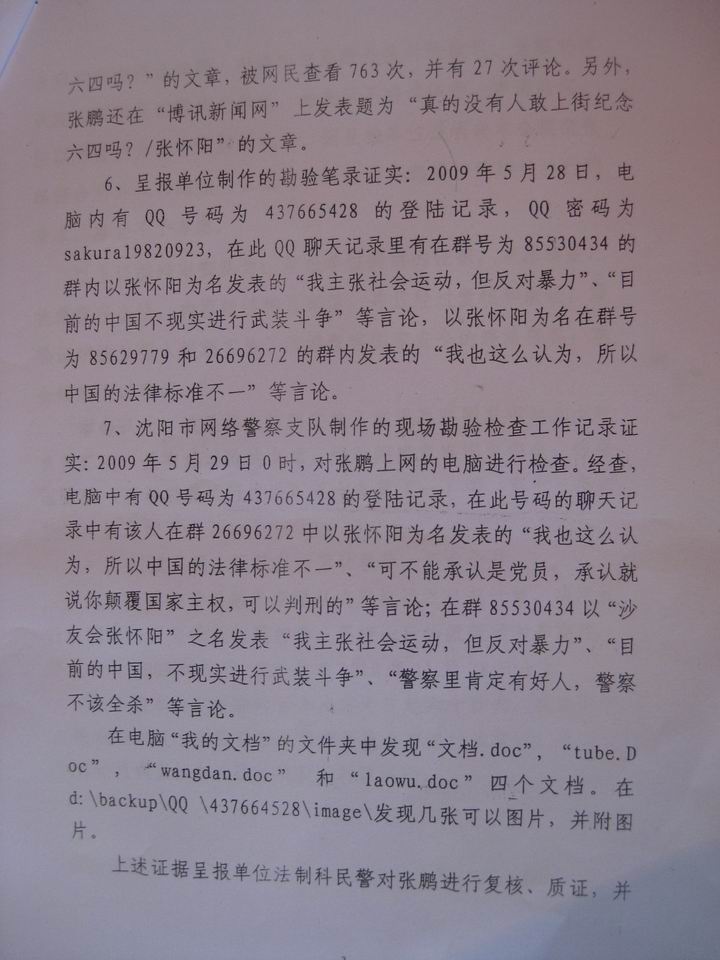 六四吗？”的文章，被网民查看 763 次，并有 27 次评论。另外，
张鹏还在“博讯新闻网”上发表题为“真的没有人敢上街纪念
六四吗？/张怀阳”的文章。
6、呈报单位制作的勘验笔录证实：2009 年 5 月 28 日，电
脑内有 QQ 号码为 437665428 的登陆记录，QQ 密码为
sakura19820923，在此 QQ 聊天记录里有在群号为 85530434 的
群内以张怀阳为名发表的“我主张社会运动，但反对暴力”、“目
前的中国不现实进行武装斗争”等言论，以张怀阳为名在群号
为 85629779 和 26696272 的群内发表的“我也这么认为，所以
中国的法律标准不一”等言论。
7、沈阳市网络警察支队制作的现场勘验检查工作记录证
实：2009 年 5 月 29 日 0 时，对张鹏上网的电脑进行检查。经查，
电脑中有 QQ 号码为 437665428 的登陆记录，在此号码的聊天记
录中有该人在群 26696272 中以张怀阳为名发表的“我也这么认
为，所以中国的法律标准不一”、“可不能承认是党员，承认就
说你颠覆国家主权，可以判刑的”等言论；在群 85530434 以“沙
友会张怀阳”之名发表“我主张社会运动，但反对暴力”、“目
前的中国，不现实进行武装斗争”、“警察里肯定有好人，警察
不该全杀”等言论。
在电脑“我的文档”的文件夹中发现“文档.doc”，“tube.D
oc”，“wangdan.doc” 和“laowu.doc”四个文档。在
d:\backup\QQ \437664528\image\发现几张可以图片，并附图
片。
上述证据呈报单位法制科民警对张鹏进行复核、质证，并